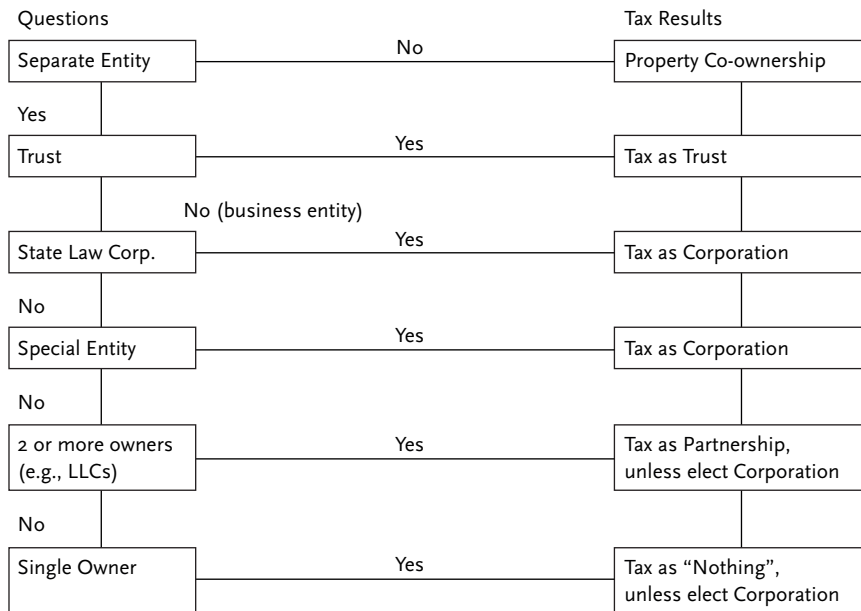 Questions Tax Results
Separate Entity No Property Co-ownership
Yes
Trust Yes Tax as Trust
No (business entity)
State Law Corp. Yes Tax as Corporation
No
Special Entity Yes Tax as Corporation
No
2 or more owners Yes Tax as Partnership,
(e.g., LLCs) unless elect Corporation
No
Single Owner Yes Tax as “Nothing”,
unless elect Corporation